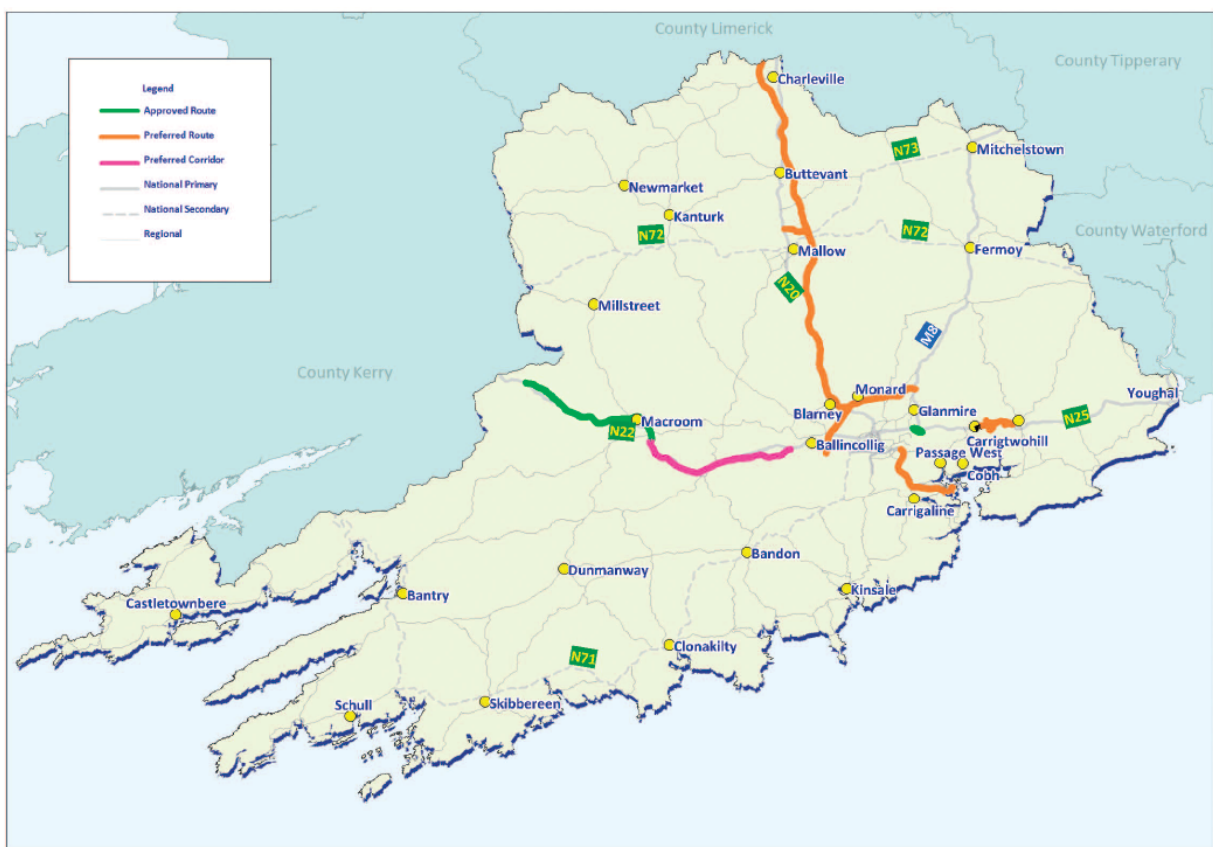 County Limerick
County Tipperary
County Waterford
County Kerry
Legend
Approved Route
Preferred Route
Preferred Corridor
National Primary
National Secondary
Regional
Charleville
N73
Mitchelstown
Buttevant
Newmarket
Kanturk
N72
N72
Mallow
Fermoy
N20
Millstreet
M8
Monard
Youghal
Blarney
Glanmire
N25
Macroom
N22
Ballincollig
Carrigtwohill
Passage West
Cobh
Carrigaline
Bandon
Dunmanway
Kinsale
Bantry
Castletownbere
Clonakilty
N71
Skibbereen
Schull